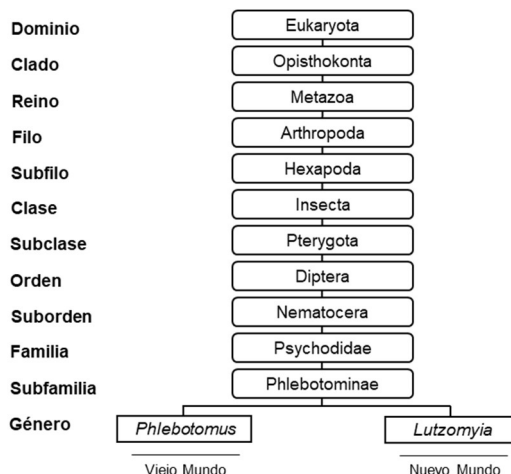 Dominio Eukaryota
Clado Opisthokonta
Reino Metazoa
Filo Arthropoda
Subfilo Hexapoda
Clase Insecta
Subclase Pterygota
Orden Diptera
Suborden Nematocera
Familia Psychodidae
Subfamilia Phlebotominae
Género Phlebotomus Lutzomyia
Viejo Mundo Nuevo Mundo